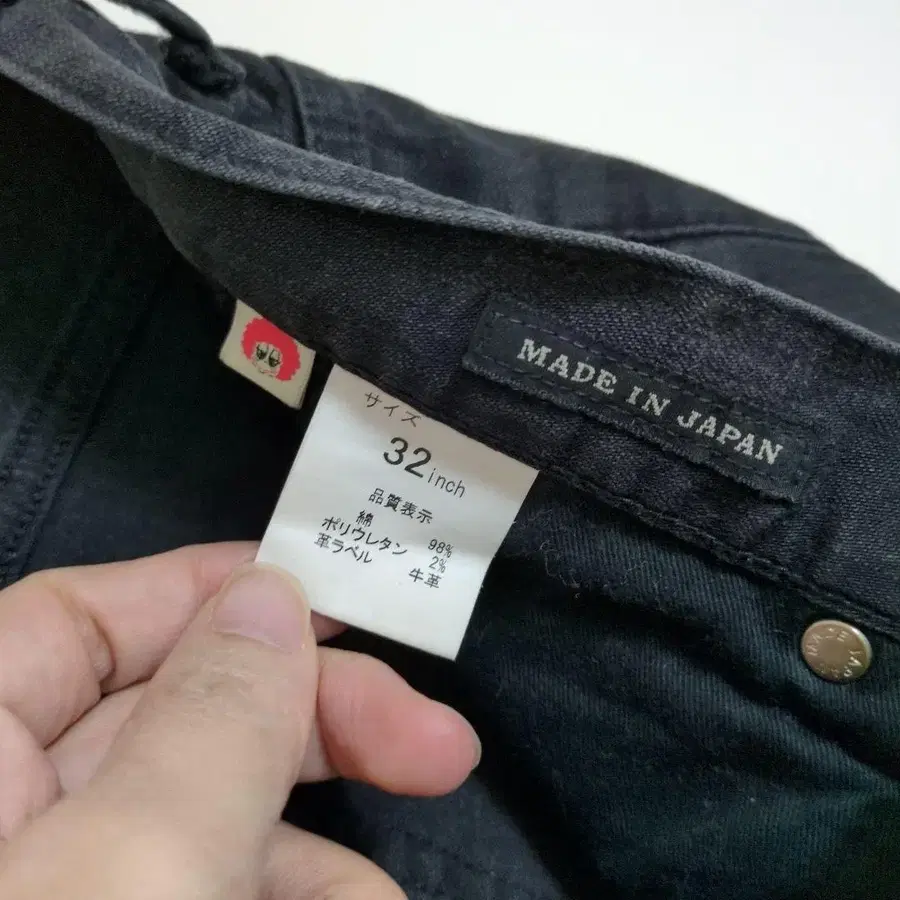 MADE IN JAPAN
サイズ
32inch
品質表示
綿 98%
ポリウレタン 2%
革ラベル 牛革